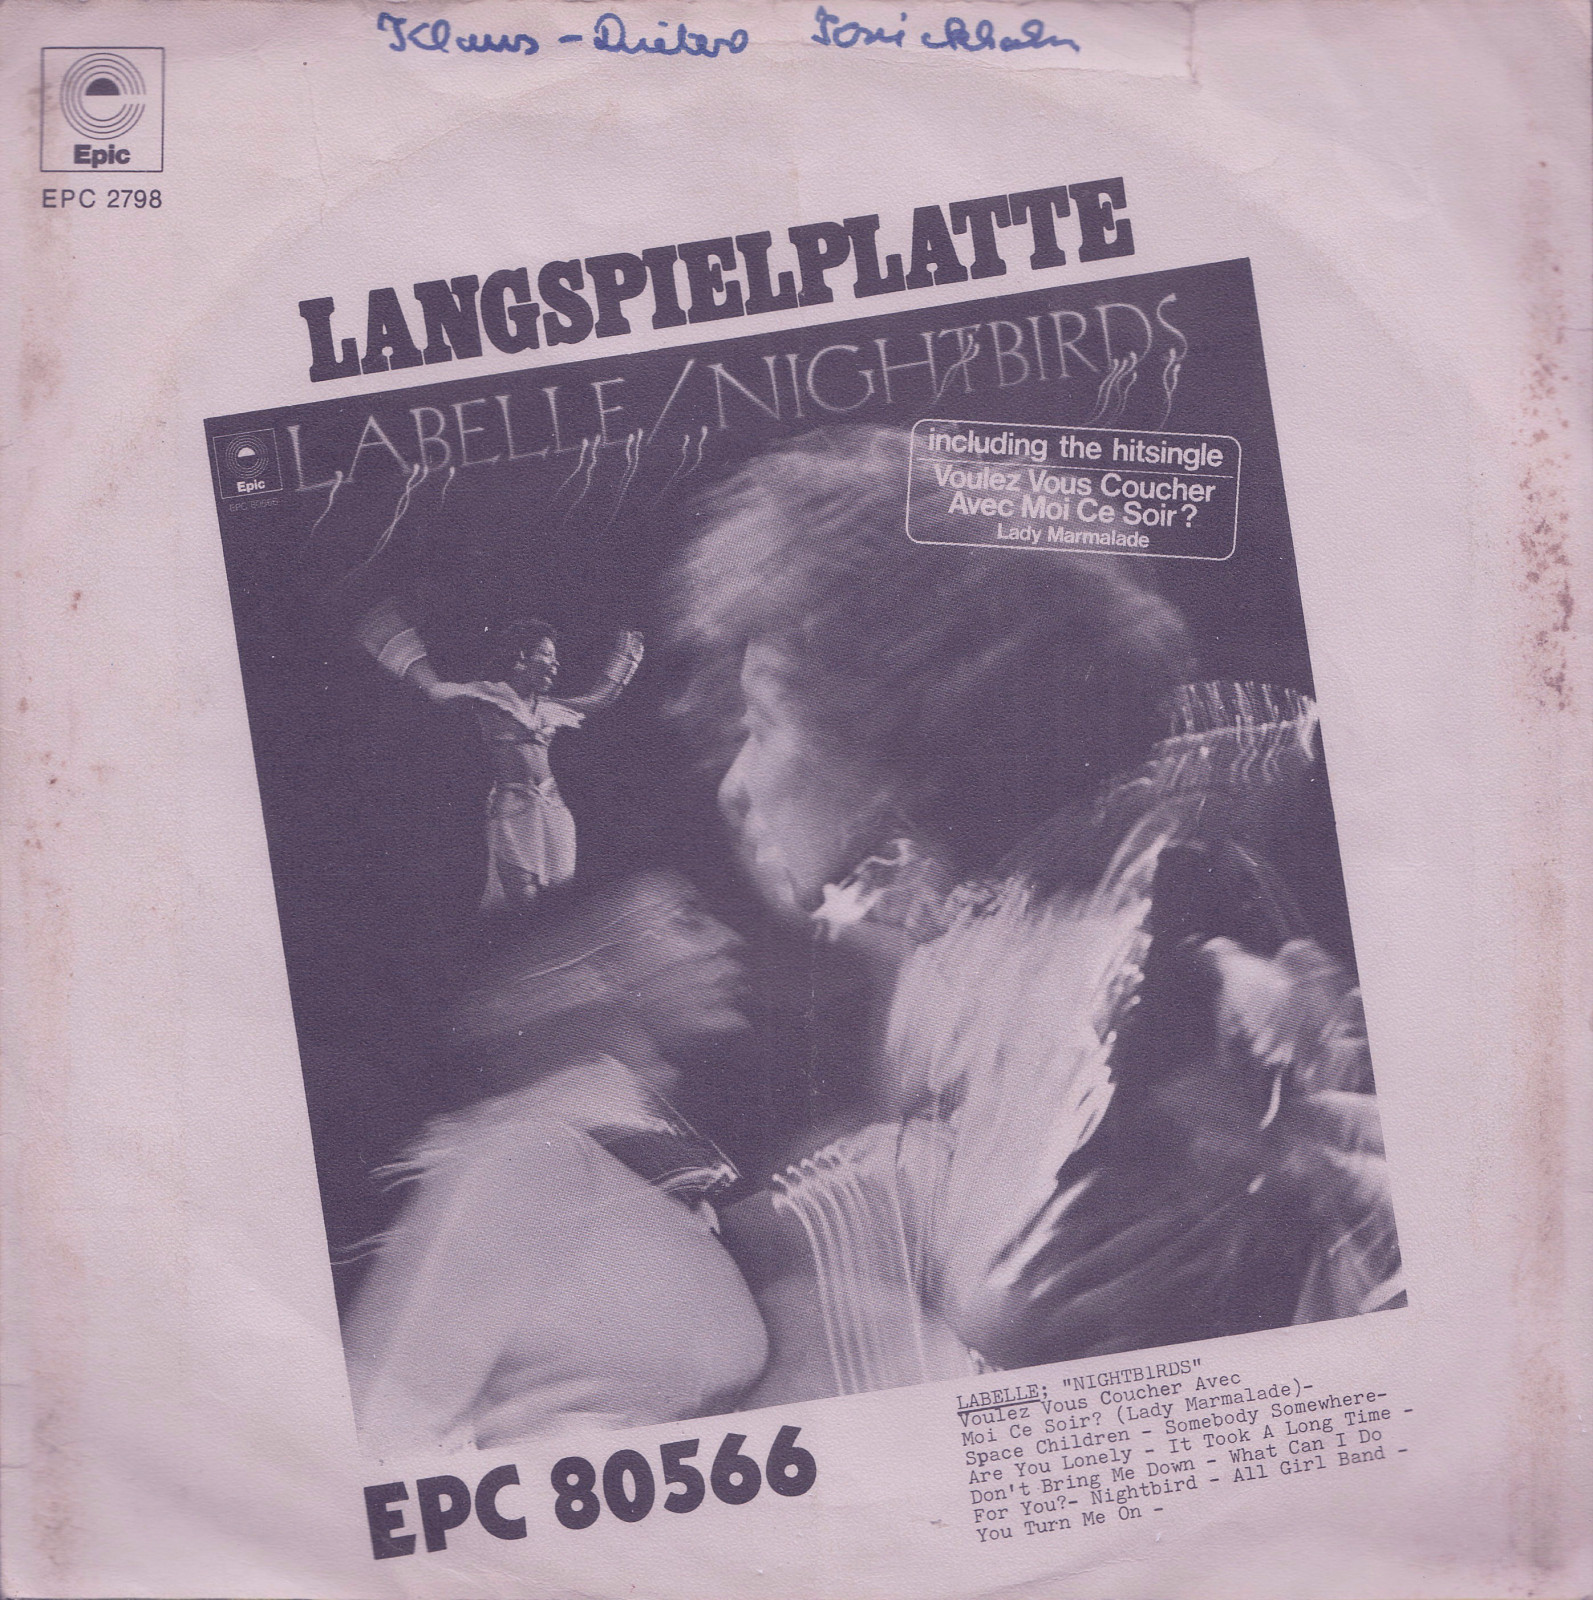 Klaus - Dieter
Epic
EPC 2798
LANGSPIELPLATTE
LABELLE/NIGHTBIRDS
Epic
EPC 80566
including the hitsingle
Voulez Vous Coucher
Avec Moi Ce Soir?
Lady Marmalade
LABELLE; "NIGHTB1RDS"
Voulez Vous Coucher Avec
Moi Ce Soir? (Lady Marmalade)-
Space Children - Somebody Somewhere-
Are You Lonely - It Took A Long Time -
Don't Bring Me Down - What Can I Do
For You?- Nightbird - All Girl Band -
You Turn Me On -
EPC 80566